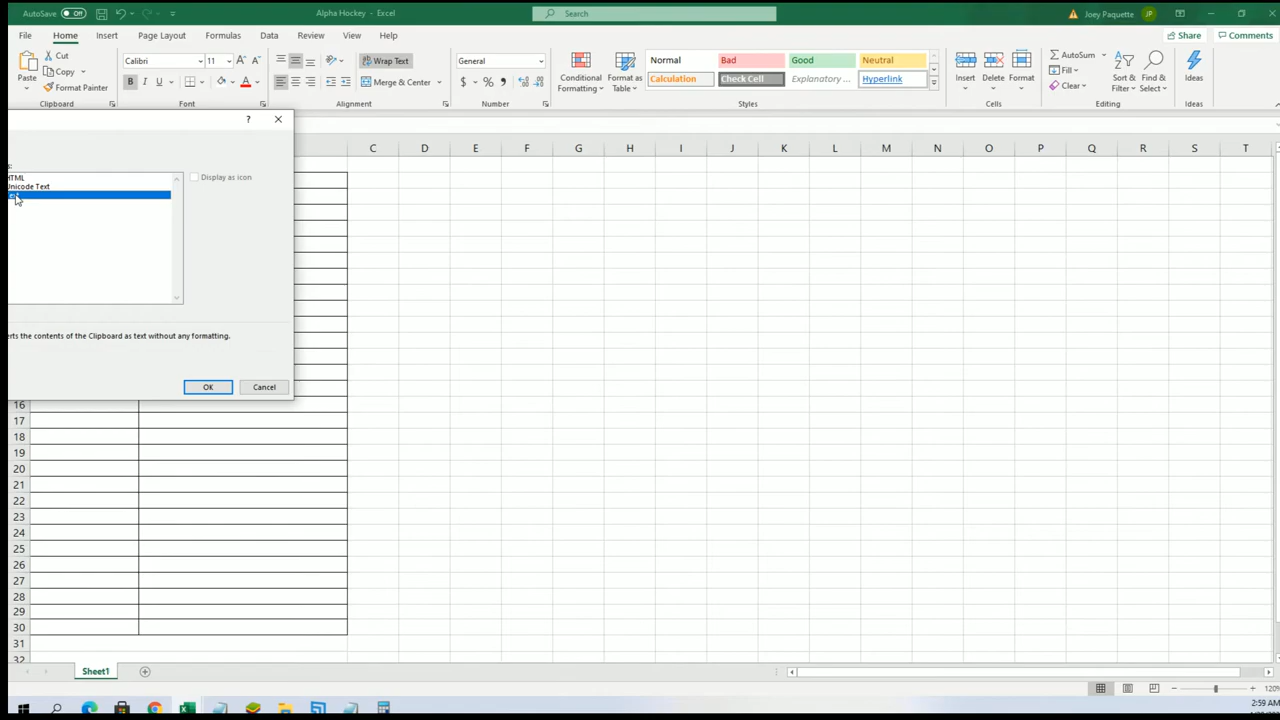 AutoSave Off Alpha Hockey - Excel Search Joey Paquette JP
File Home Insert Page Layout Formulas Data Review View Help Share Comments
Paste Cut Copy Format Painter Clipboard
Calibri 11 A A B I U A Font
Wrap Text Merge & Center Alignment
General $ % Number
Conditional Formatting Format as Table
Normal Bad Good Neutral
Calculation Check Cell Explanatory ... Hyperlink
Styles
Insert Delete Format Cells
AutoSum Fill Clear Sort & Filter Find & Select Editing
Ideas Ideas
?
C D E F G H I J K L M N O P Q R S T
s:
HTML
Unicode Text
Display as icon
erts the contents of the Clipboard as text without any formatting.
OK Cancel
16
17
18
19
20
21
22
23
24
25
26
27
28
29
30
31
32
Sheet1
120%
2:59 AM